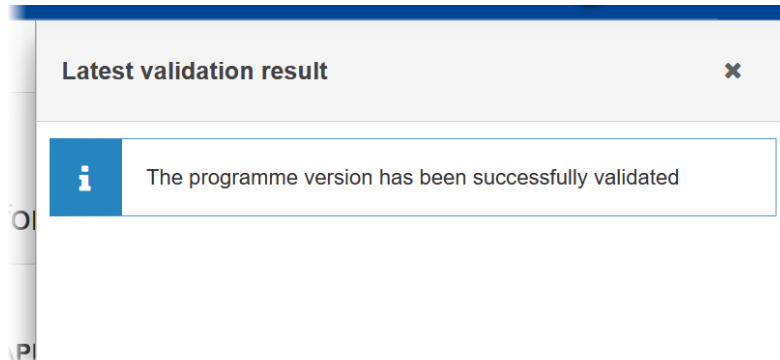 Latest validation result
The programme version has been successfully validated